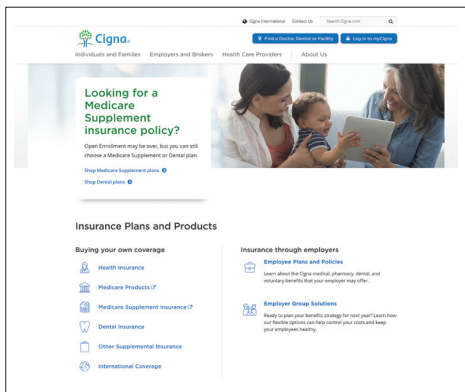 Cigna International Contact Us Search Cigna.com
Cigna®
Find a Doctor, Dentist or Facility Log in to myCigna
Individuals and Families Employers and Brokers Health Care Providers About Us
Looking for a
Medicare
Supplement
insurance policy?
Open Enrollment may be over, but you can still
choose a Medicare Supplement or Dental plan.
Shop Medicare Supplement plans
Shop Dental plans
Insurance Plans and Products
Buying your own coverage
Health Insurance
Medicare Products
Medicare Supplement Insurance
Dental Insurance
Other Supplemental Insurance
International Coverage
Insurance through employers
Employee Plans and Policies
Learn about the Cigna medical, pharmacy, dental, and
voluntary benefits that your employer may offer.
Employer Group Solutions
Ready to plan your benefits strategy for next year? Learn how
our flexible options can help control your costs and keep
your employees healthy.